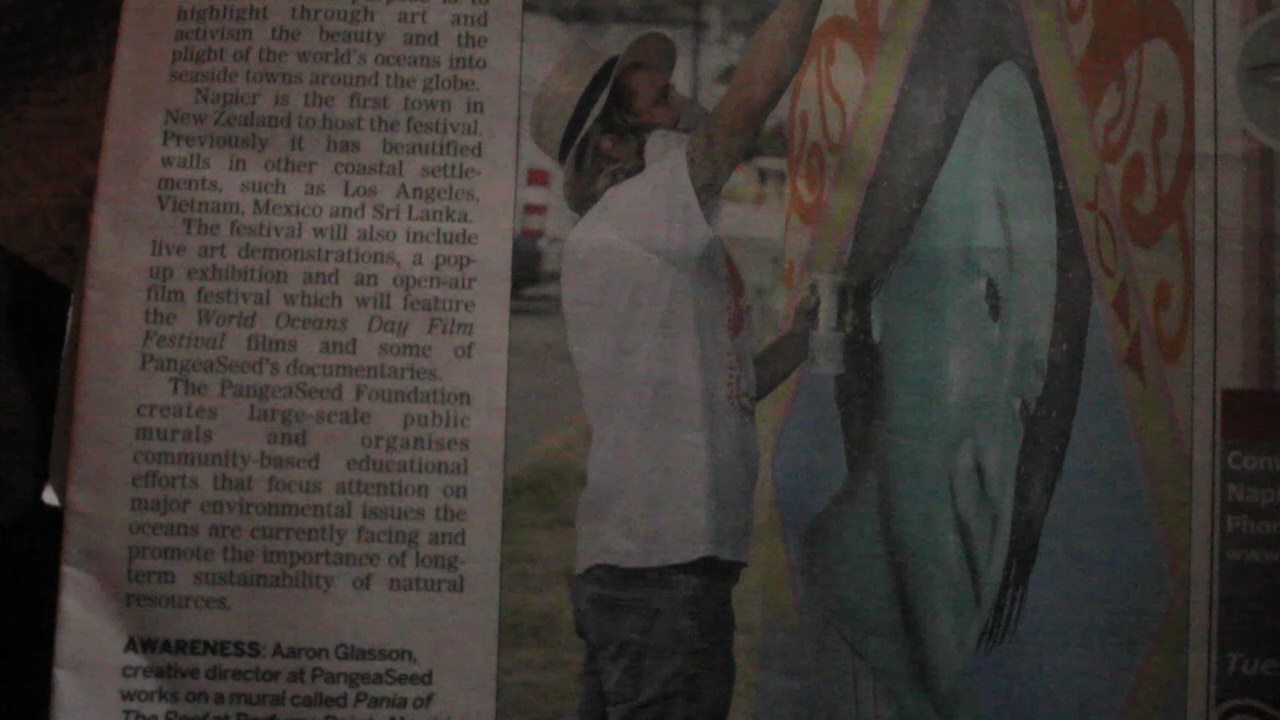 highlight through art and
activism the beauty and the
plight of the world's oceans into
seaside towns around the globe.
Napier is the first town in
New Zealand to host the festival.
Previously it has beautified
walls in other coastal settle-
ments, such as Los Angeles,
Vietnam, Mexico and Sri Lanka.
The festival will also include
live art demonstrations, a pop-
up exhibition and an open-air
film festival which will feature
the World Oceans Day Film
Festival films and some of
PangeaSeed's documentaries.
The PangeaSeed Foundation
creates large-scale public
murals and organises
community-based educational
efforts that focus attention on
major environmental issues the
oceans are currently facing and
promote the importance of long-
term sustainability of natural
resources.
AWARENESS: Aaron Glasson,
creative director at PangeaSeed
works on a mural called Pania of
The Reef at
Nap
Phon
Tue